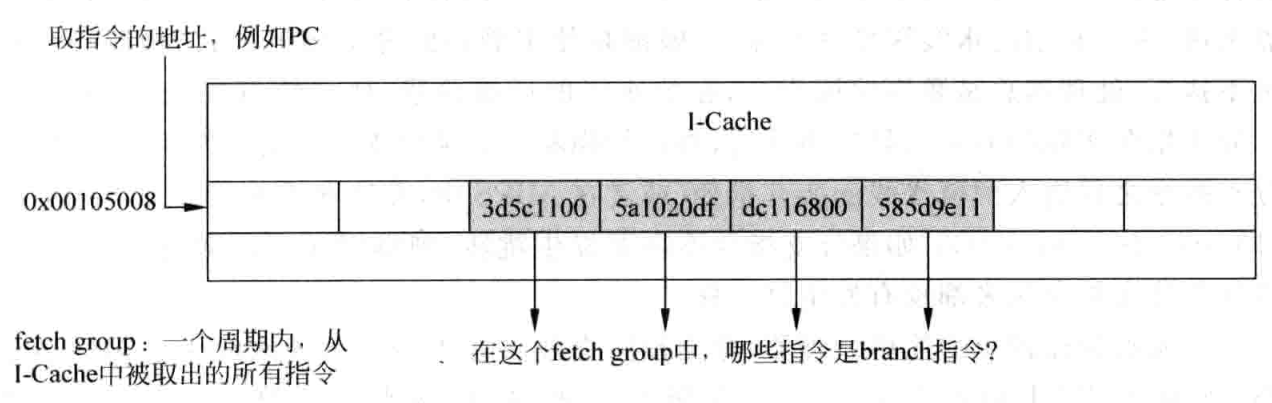 取指令的地址，例如PC
I-Cache
0x00105008
3d5c1100 5a1020df dc116800 585d9e11
fetch group：一个周期内，从
I-Cache中被取出的所有指令
在这个fetch group中，哪些指令是branch指令？